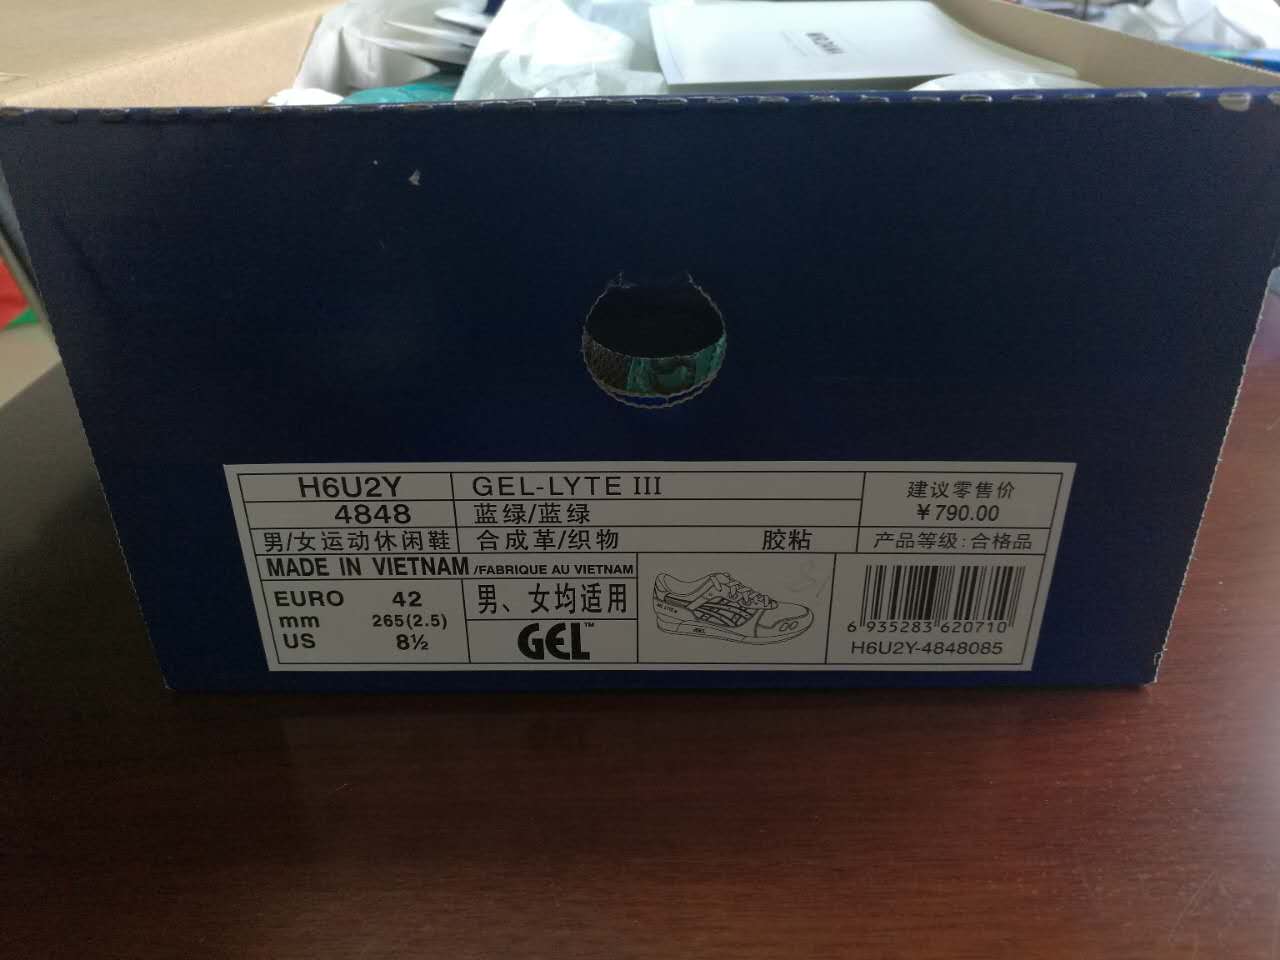 H6U2Y
GEL-LYTE III
建议零售价
￥790.00
4848
蓝绿/蓝绿
男/女运动休闲鞋
合成革/织物 胶粘
产品等级:合格品
MADE IN VIETNAM /FABRIQUE AU VIETNAM
EURO 42
mm 265(2.5)
US 8½
男、女均适用
GEL™
6 935283 620710
H6U2Y-4848085